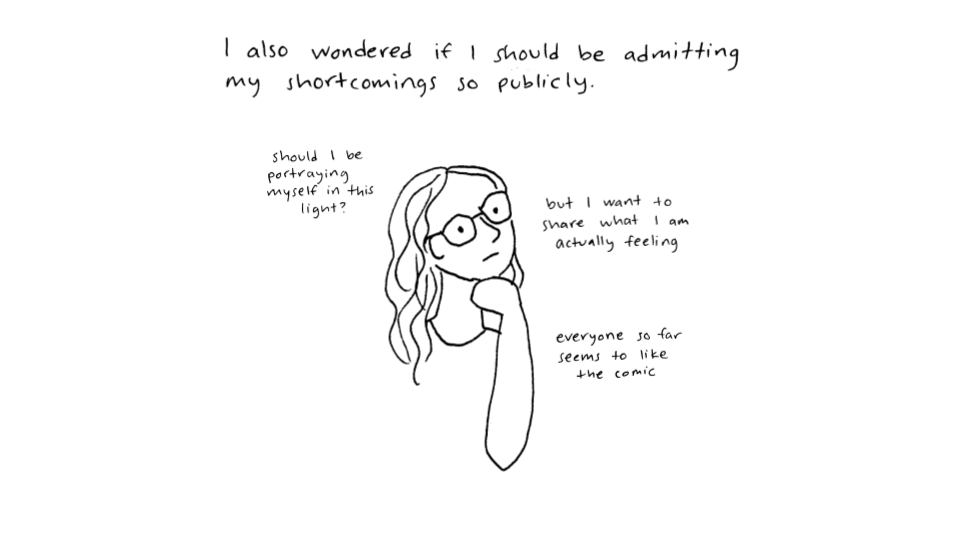 I also wondered if I should be admitting
my shortcomings so publicly.
should I be
portraying
myself in this
light?
but I want to
share what I am
actually feeling
everyone so far
seems to like
the comic